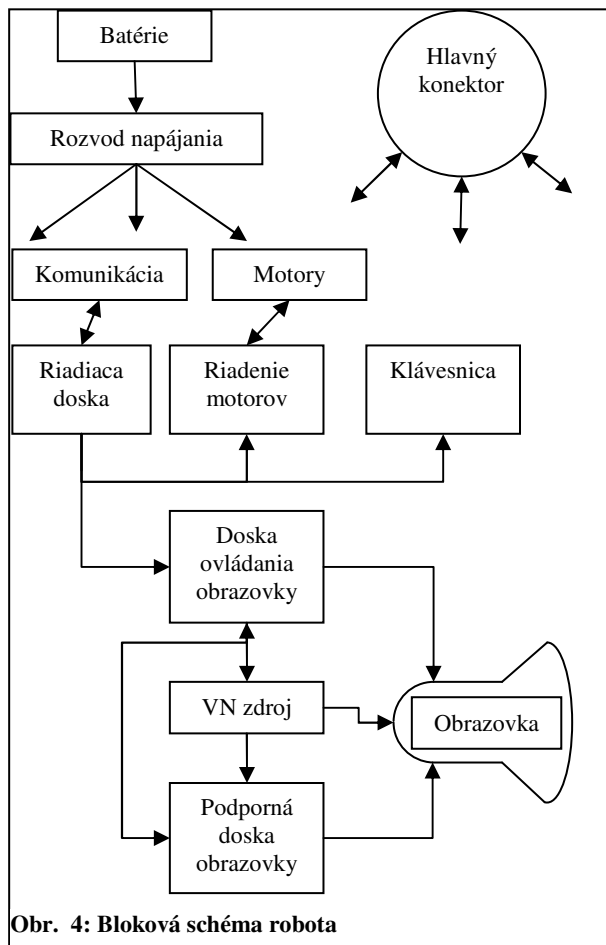 Batérie
Hlavný
konektor
Rozvod napájania
Komunikácia
Motory
Riadiaca
doska
Riadenie
motorov
Klávesnica
Doska
ovládania
obrazovky
VN zdroj
Obrazovka
Podporná
doska
obrazovky
Obr. 4: Bloková schéma robota